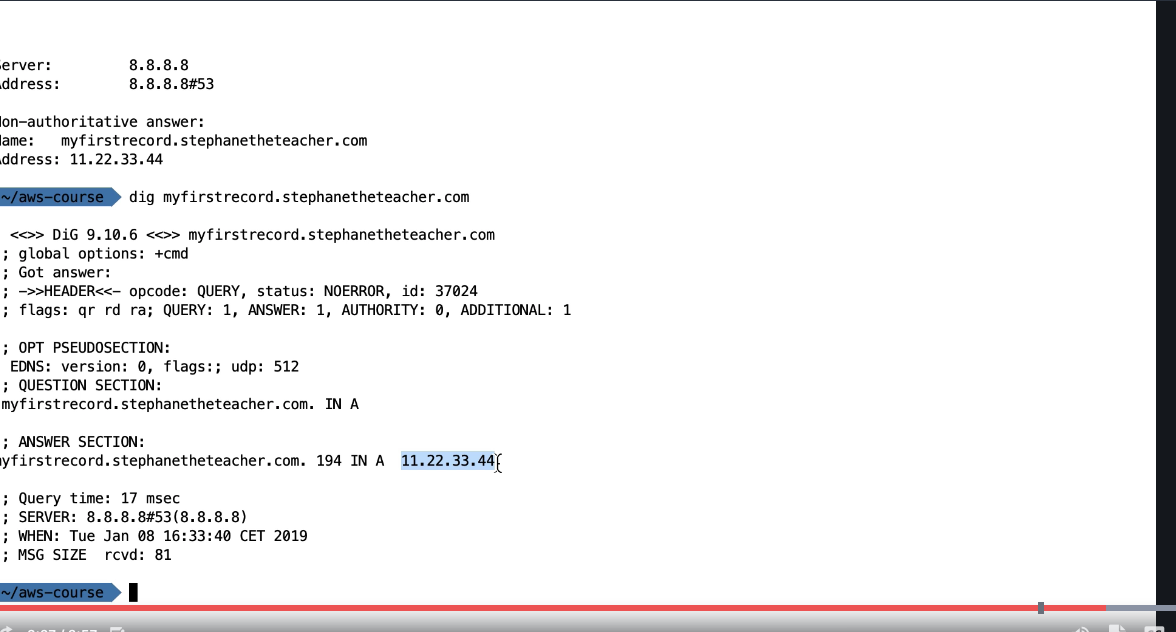 erver: 8.8.8.8
ddress: 8.8.8.8#53
on-authoritative answer:
ame: myfirstrecord.stephanetheteacher.com
ddress: 11.22.33.44
~/aws-course dig myfirstrecord.stephanetheteacher.com
<<>> DiG 9.10.6 <<>> myfirstrecord.stephanetheteacher.com
; global options: +cmd
; Got answer:
; ->>HEADER<<- opcode: QUERY, status: NOERROR, id: 37024
; flags: qr rd ra; QUERY: 1, ANSWER: 1, AUTHORITY: 0, ADDITIONAL: 1
; OPT PSEUDOSECTION:
EDNS: version: 0, flags:; udp: 512
; QUESTION SECTION:
myfirstrecord.stephanetheteacher.com. IN A
; ANSWER SECTION:
yfirstrecord.stephanetheteacher.com. 194 IN A 11.22.33.44
; Query time: 17 msec
; SERVER: 8.8.8.8#53(8.8.8.8)
; WHEN: Tue Jan 08 16:33:40 CET 2019
; MSG SIZE rcvd: 81
~/aws-course